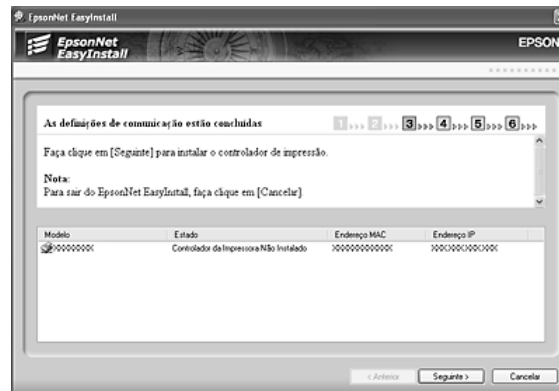 EpsonNet EasyInstall
EpsonNet
EasyInstall
EPSON
As definições de comunicação estão concluídas
1 2 3 4 5 6
Faça clique em [Seguinte] para instalar o controlador de impressão.
Nota:
Para sair do EpsonNet EasyInstall, faça clique em [Cancelar]
Modelo Estado Endereço MAC Endereço IP
XXXXXXXX Controlador da Impressora Não Instalado XXXXXXXXXXXX XXX.XXX.XXX.XXX
< Anterior Seguinte > Cancelar